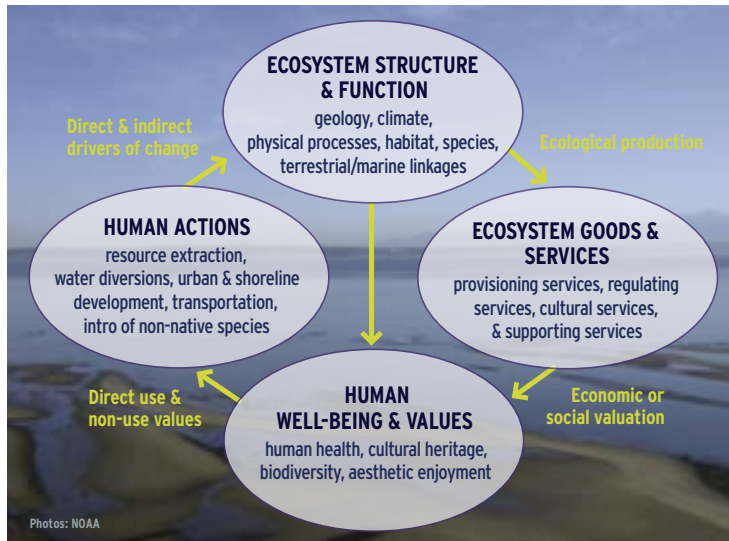 ECOSYSTEM STRUCTURE
& FUNCTION
geology, climate,
physical processes, habitat, species,
terrestrial/marine linkages
Direct & indirect
drivers of change
Ecological production
HUMAN ACTIONS
resource extraction,
water diversions, urban & shoreline
development, transportation,
intro of non-native species
ECOSYSTEM GOODS &
SERVICES
provisioning services, regulating
services, cultural services,
& supporting services
Direct use &
non-use values
HUMAN
WELL-BEING & VALUES
human health, cultural heritage,
biodiversity, aesthetic enjoyment
Economic or
social valuation
Photos: NOAA